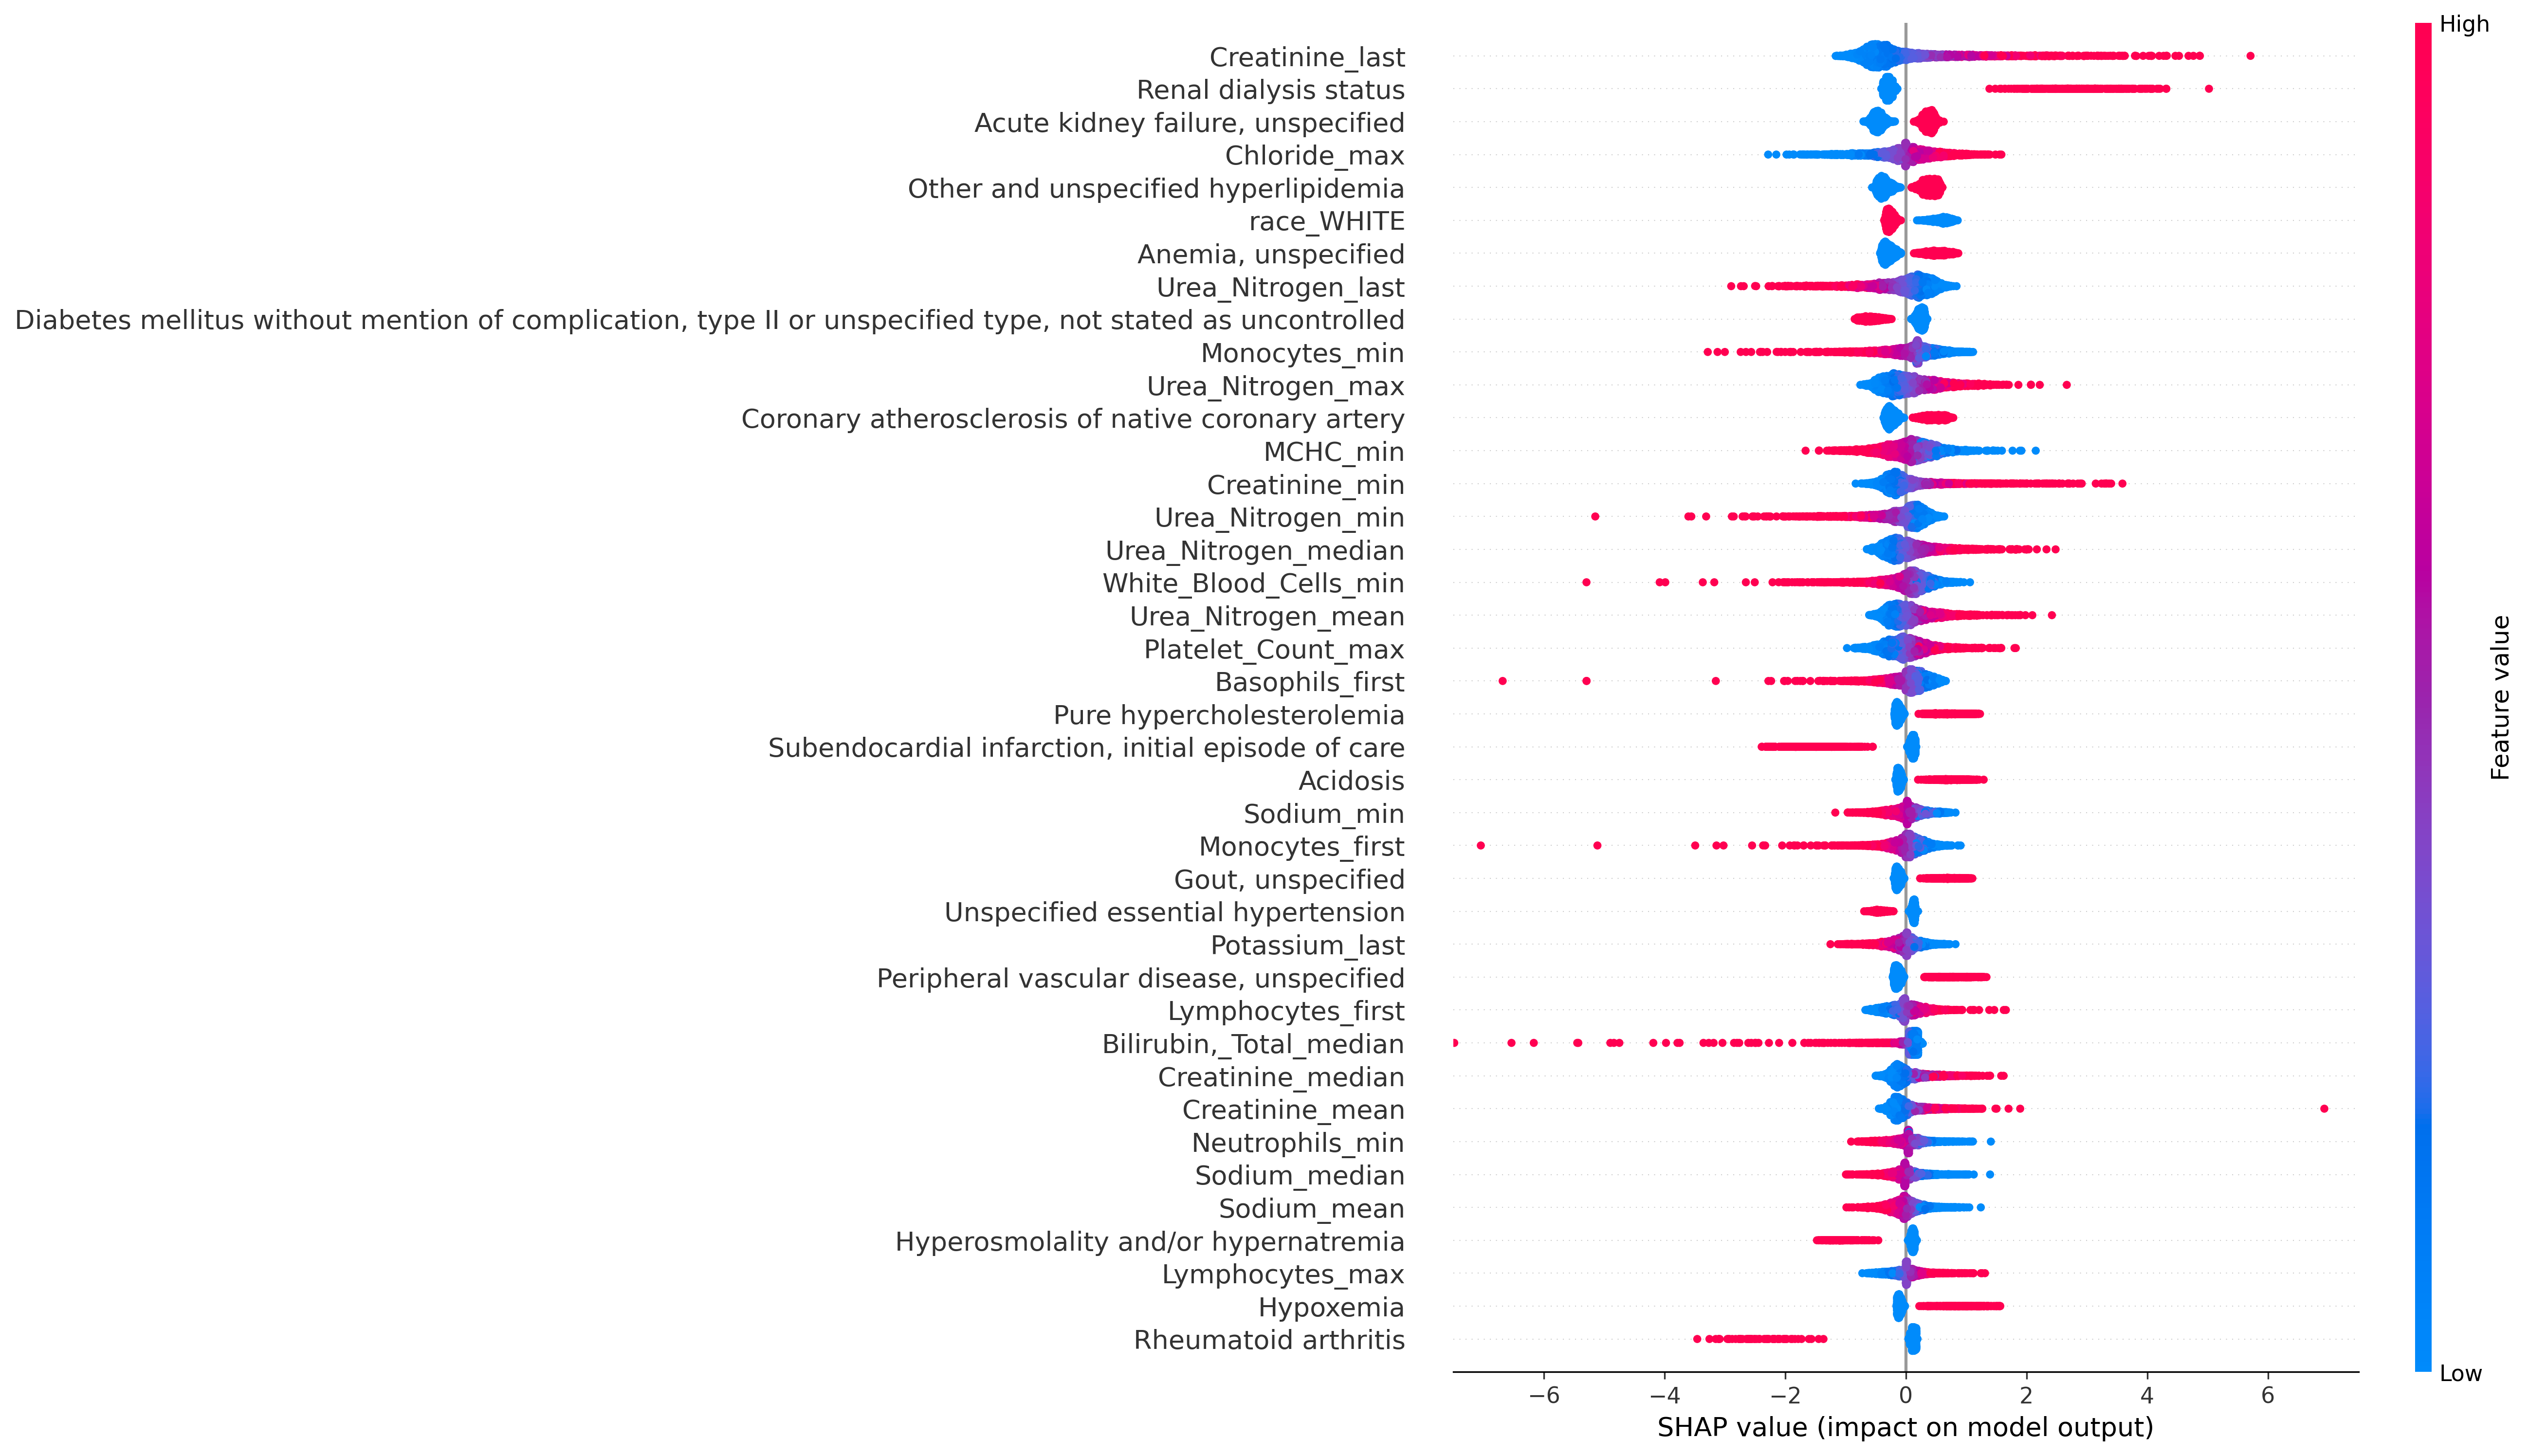 High
Creatinine_last
Renal dialysis status
Acute kidney failure, unspecified
Chloride_max
Other and unspecified hyperlipidemia
race_WHITE
Anemia, unspecified
Urea_Nitrogen_last
Diabetes mellitus without mention of complication, type II or unspecified type, not stated as uncontrolled
Monocytes_min
Urea_Nitrogen_max
Coronary atherosclerosis of native coronary artery
MCHC_min
Creatinine_min
Urea_Nitrogen_min
Urea_Nitrogen_median
White_Blood_Cells_min
Urea_Nitrogen_mean
Platelet_Count_max
Basophils_first
Pure hypercholesterolemia
Subendocardial infarction, initial episode of care
Acidosis
Sodium_min
Monocytes_first
Gout, unspecified
Unspecified essential hypertension
Potassium_last
Peripheral vascular disease, unspecified
Lymphocytes_first
Bilirubin,_Total_median
Creatinine_median
Creatinine_mean
Neutrophils_min
Sodium_median
Sodium_mean
Hyperosmolality and/or hypernatremia
Lymphocytes_max
Hypoxemia
Rheumatoid arthritis
Feature value
Low
−6 −4 −2 0 2 4 6
SHAP value (impact on model output)